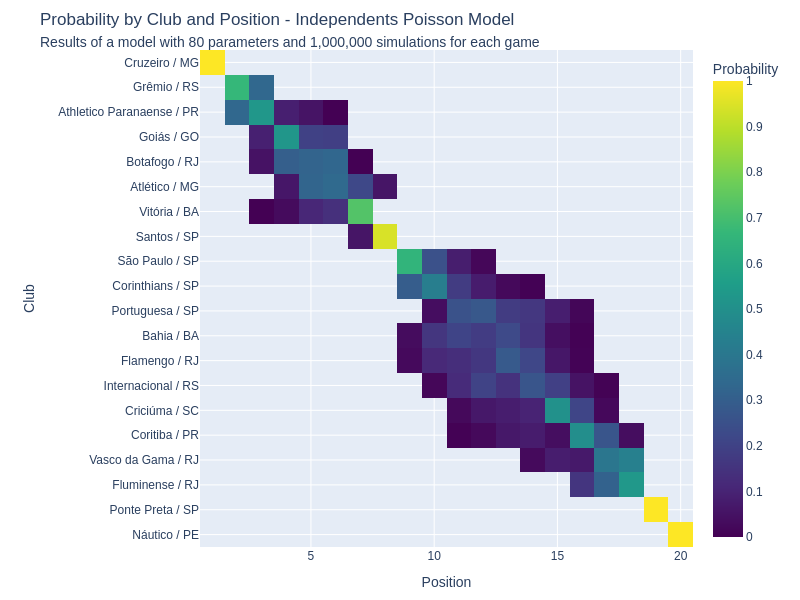 Probability by Club and Position - Independents Poisson Model
Results of a model with 80 parameters and 1,000,000 simulations for each game
Probability
Club
Cruzeiro / MG
Grêmio / RS
Athletico Paranaense / PR
Goiás / GO
Botafogo / RJ
Atlético / MG
Vitória / BA
Santos / SP
São Paulo / SP
Corinthians / SP
Portuguesa / SP
Bahia / BA
Flamengo / RJ
Internacional / RS
Criciúma / SC
Coritiba / PR
Vasco da Gama / RJ
Fluminense / RJ
Ponte Preta / SP
Náutico / PE
1
0.9
0.8
0.7
0.6
0.5
0.4
0.3
0.2
0.1
0
5 10 15 20
Position